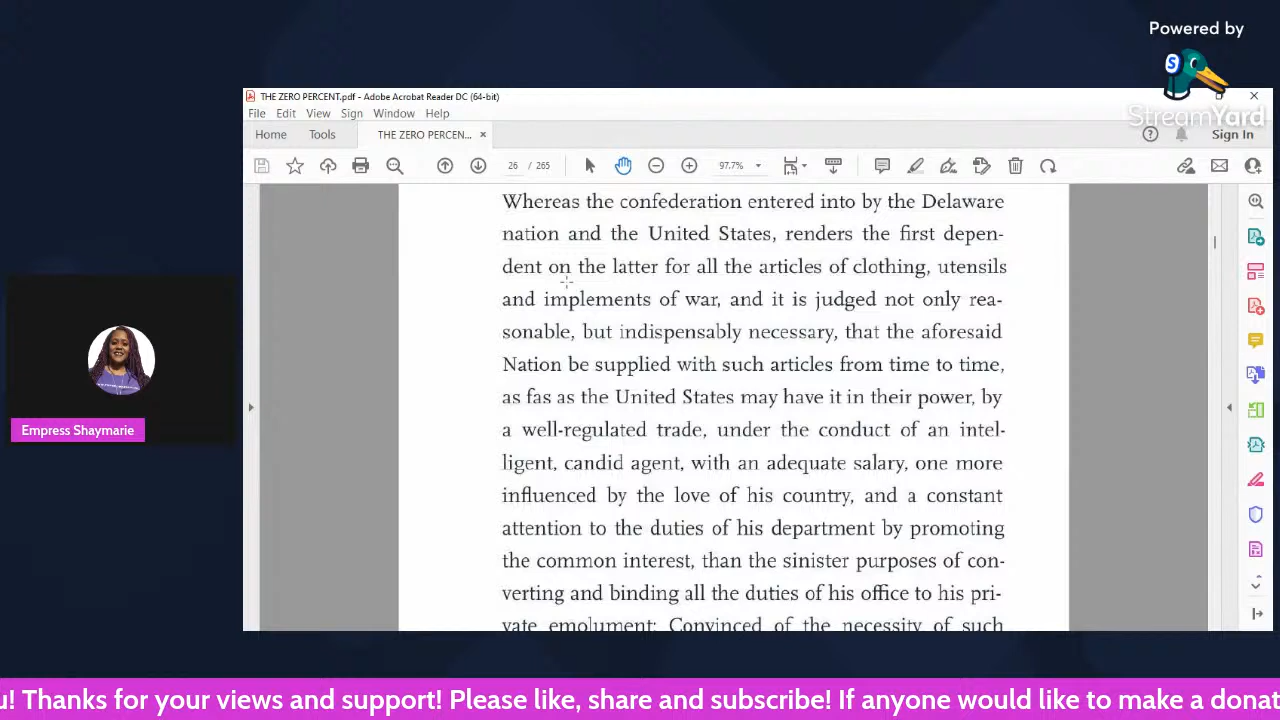 Powered by
StreamYard
THE ZERO PERCENT.pdf - Adobe Acrobat Reader DC (64-bit)
File Edit View Sign Window Help
Home Tools THE ZERO PERCEN... × Sign In
26 / 265 97.7%
Whereas the confederation entered into by the Delaware
nation and the United States, renders the first depen-
dent on the latter for all the articles of clothing, utensils
and implements of war, and it is judged not only rea-
sonable, but indispensably necessary, that the aforesaid
Nation be supplied with such articles from time to time,
as fas as the United States may have it in their power, by
a well-regulated trade, under the conduct of an intel-
ligent, candid agent, with an adequate salary, one more
influenced by the love of his country, and a constant
attention to the duties of his department by promoting
the common interest, than the sinister purposes of con-
verting and binding all the duties of his office to his pri-
vate emolument: Convinced of the necessity of such
Empress Shaymarie
u! Thanks for your views and support! Please like, share and subscribe! If anyone would like to make a donat